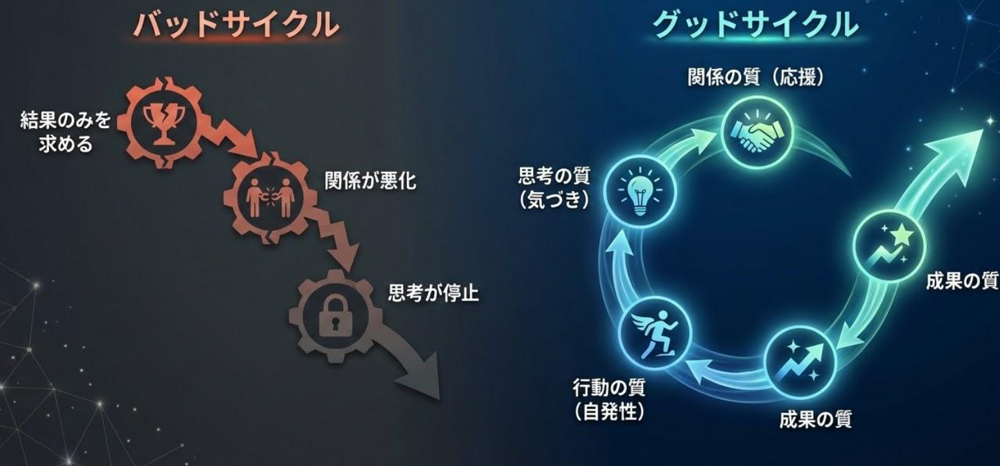 バッドサイクル
結果のみを
求める
関係が悪化
思考が停止
グッドサイクル
関係の質（応援）
思考の質
（気づき）
行動の質
（自発性）
成果の質
成果の質